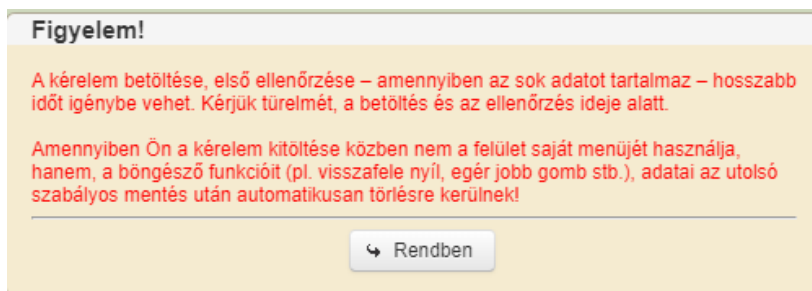 Figyelem!
A kérelem betöltése, első ellenőrzése – amennyiben az sok adatot tartalmaz – hosszabb
időt igénybe vehet. Kérjük türelmét, a betöltés és az ellenőrzés ideje alatt.
Amennyiben Ön a kérelem kitöltése közben nem a felület saját menüjét használja,
hanem, a böngésző funkcióit (pl. visszafele nyíl, egér jobb gomb stb.), adatai az utolsó
szabályos mentés után automatikusan törlésre kerülnek!
Rendben